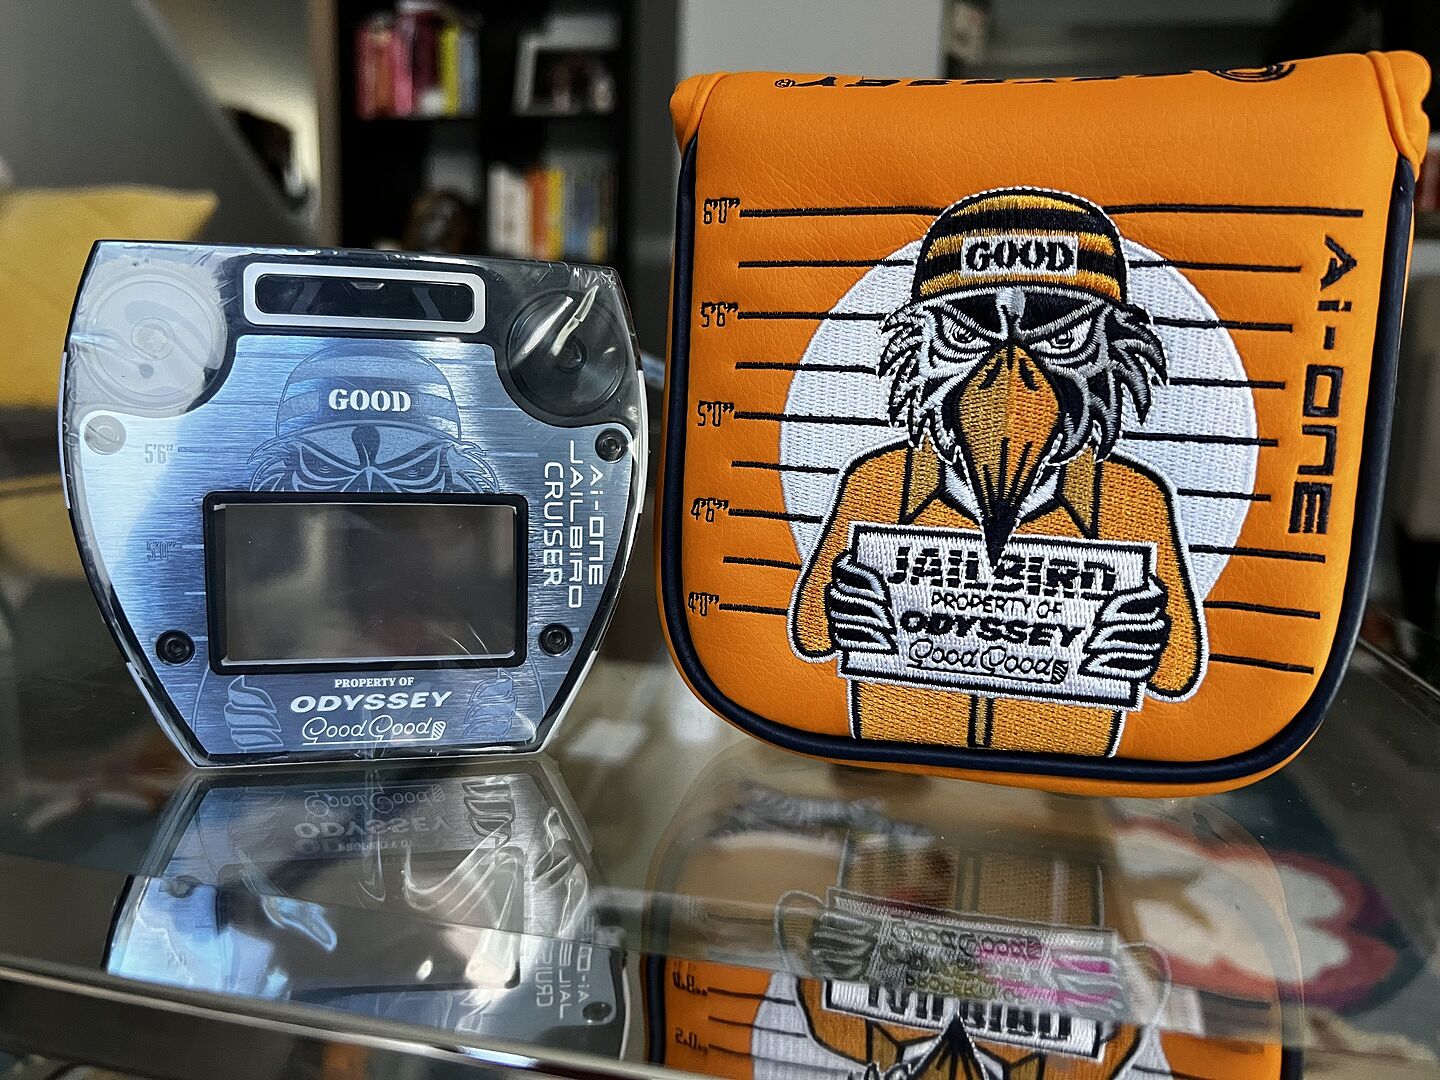 GOOD
5'6"
5'0"
Ai-ONE
JAILBIRD
CRUISER
PROPERTY OF
ODYSSEY
Good Good
ODYSSEY
6'0"
5'6"
5'0"
4'6"
4'0"
GOOD
Ai-ONE
JAILBIRD
PROPERTY OF
ODYSSEY
Good Good